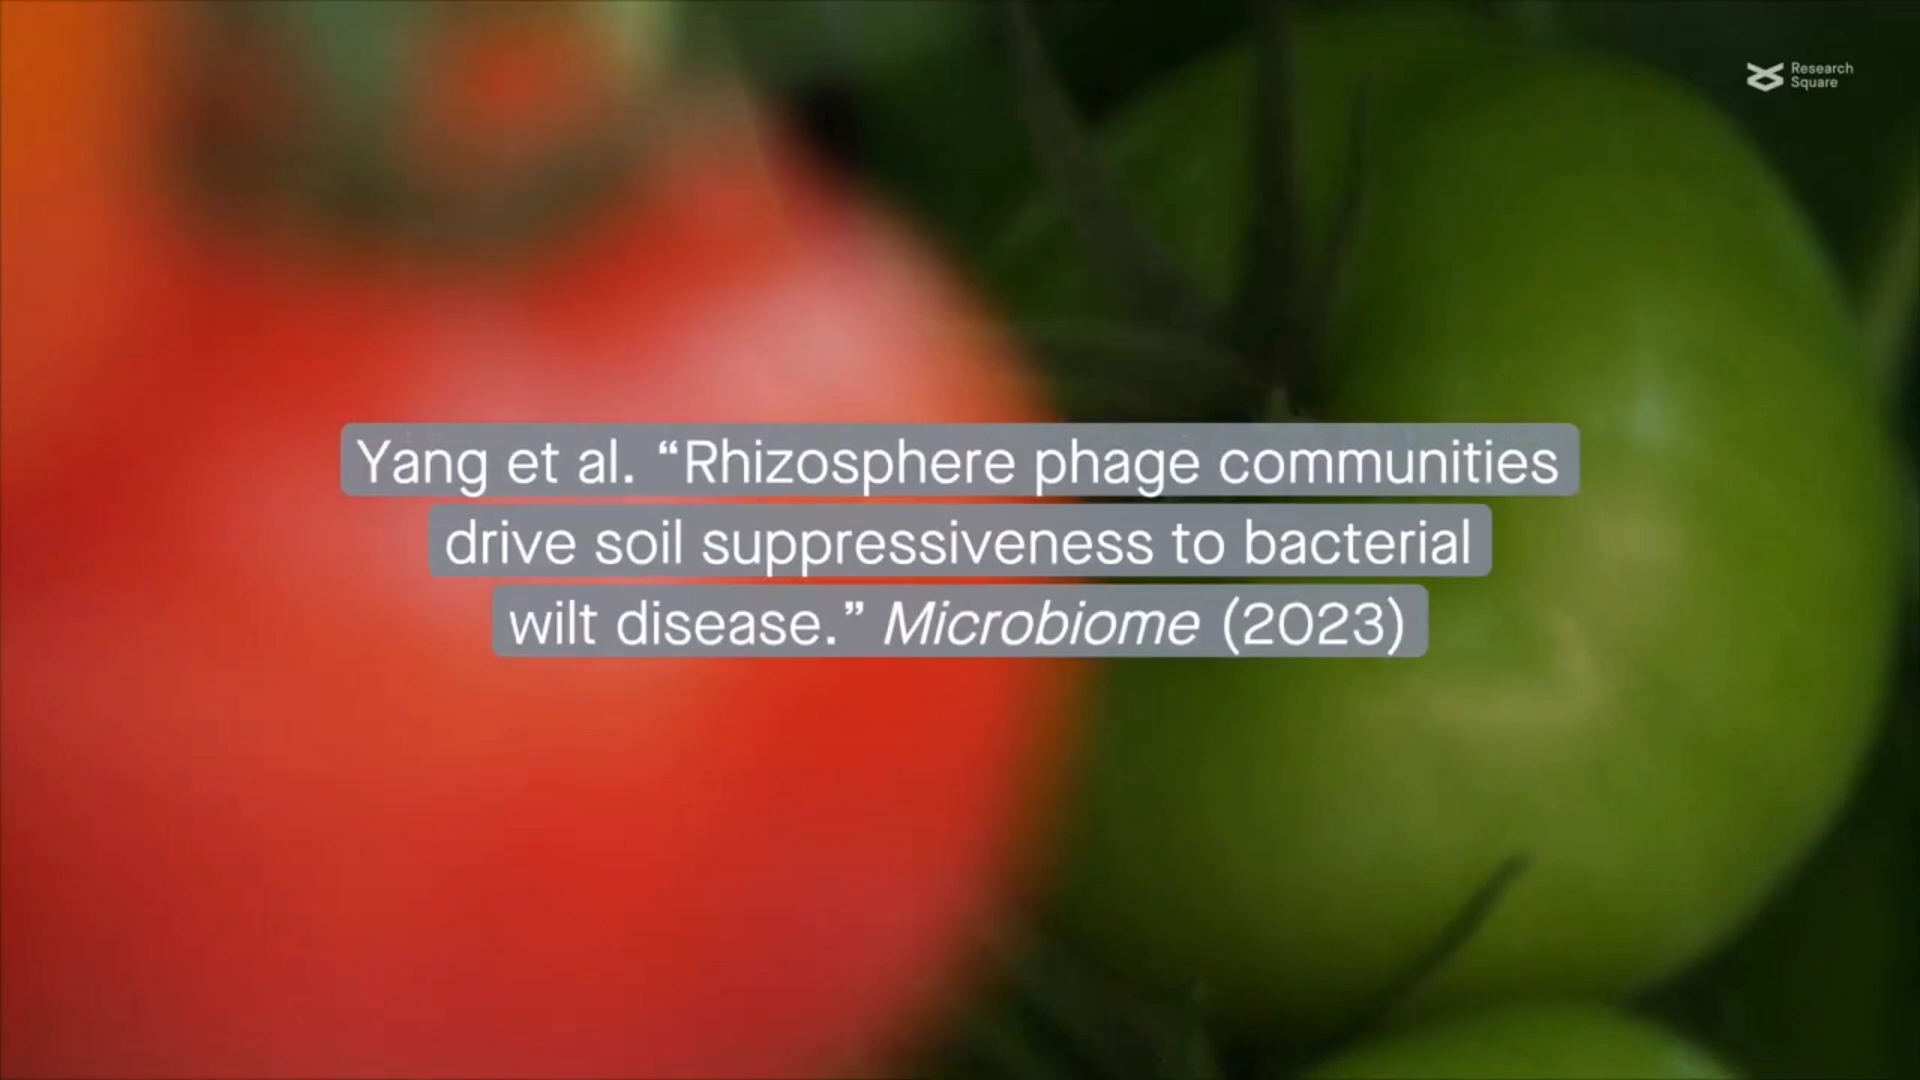 Research
Square
Yang et al. “Rhizosphere phage communities
drive soil suppressiveness to bacterial
wilt disease.” Microbiome (2023)